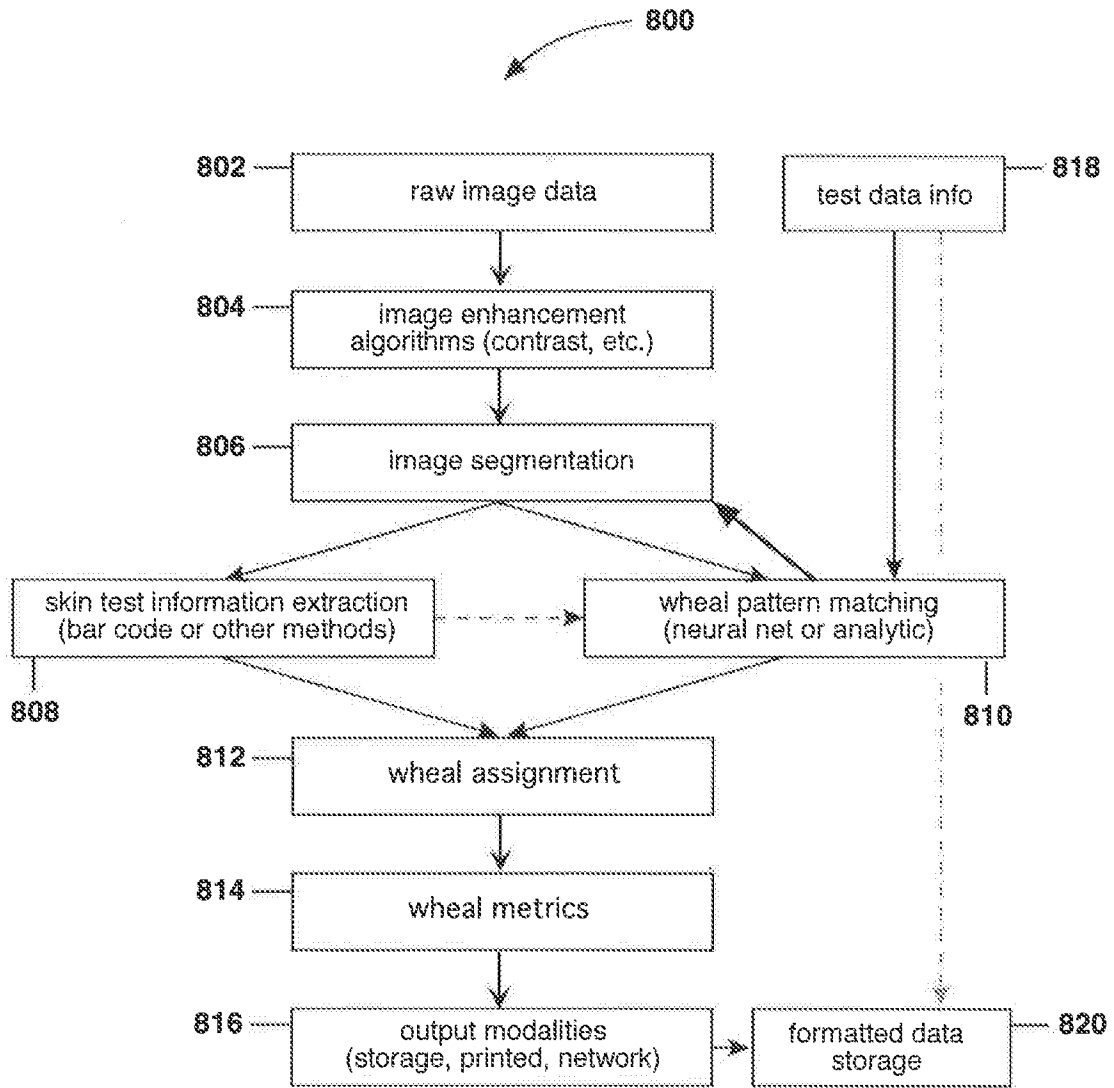 800
802
raw image data
818
test data info
804
image enhancement
algorithms (contrast, etc.)
806
image segmentation
skin test information extraction
(bar code or other methods)
wheal pattern matching
(neural net or analytic)
808
810
812
wheal assignment
814
wheal metrics
816
output modalities
(storage, printed, network)
formatted data
storage
820